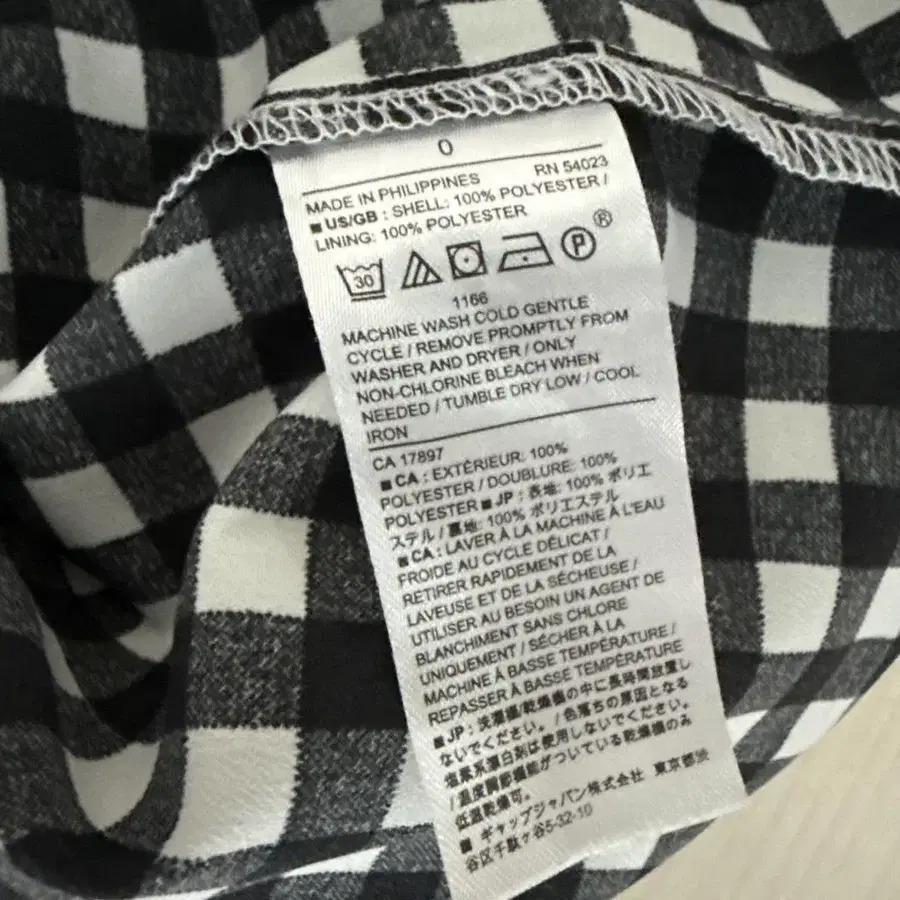 0
MADE IN PHILIPPINES RN 54023
■ US/GB : SHELL: 100% POLYESTER /
LINING: 100% POLYESTER
30 P ®
1166
MACHINE WASH COLD GENTLE
CYCLE / REMOVE PROMPTLY FROM
WASHER AND DRYER / ONLY
NON-CHLORINE BLEACH WHEN
NEEDED / TUMBLE DRY LOW / COOL
IRON
CA 17897
■ CA : EXTÉRIEUR: 100%
POLYESTER / DOUBLURE: 100%
POLYESTER ■ JP : 表地: 100% ポリエ
ステル / 裏地: 100% ポリエステル
■ CA : LAVER À LA MACHINE À L'EAU
FROIDE AU CYCLE DÉLICAT /
RETIRER RAPIDEMENT DE LA
LAVEUSE ET DE LA SÉCHEUSE /
UTILISER AU BESOIN UN AGENT DE
BLANCHIMENT SANS CHLORE
UNIQUEMENT / SÉCHER À LA
MACHINE À BASSE TEMPÉRATURE /
REPASSER À BASSE TEMPÉRATURE
■ JP : 洗濯機/乾燥機の中に長時間放置し
ないでください。/ 色落ちの原因となる
塩素系漂白剤は使用しないでください。
/ 温度調節機能がついている乾燥機のみ
低温乾燥可。
■ ギャップジャパン株式会社 東京都渋
谷区千駄ヶ谷5-32-10